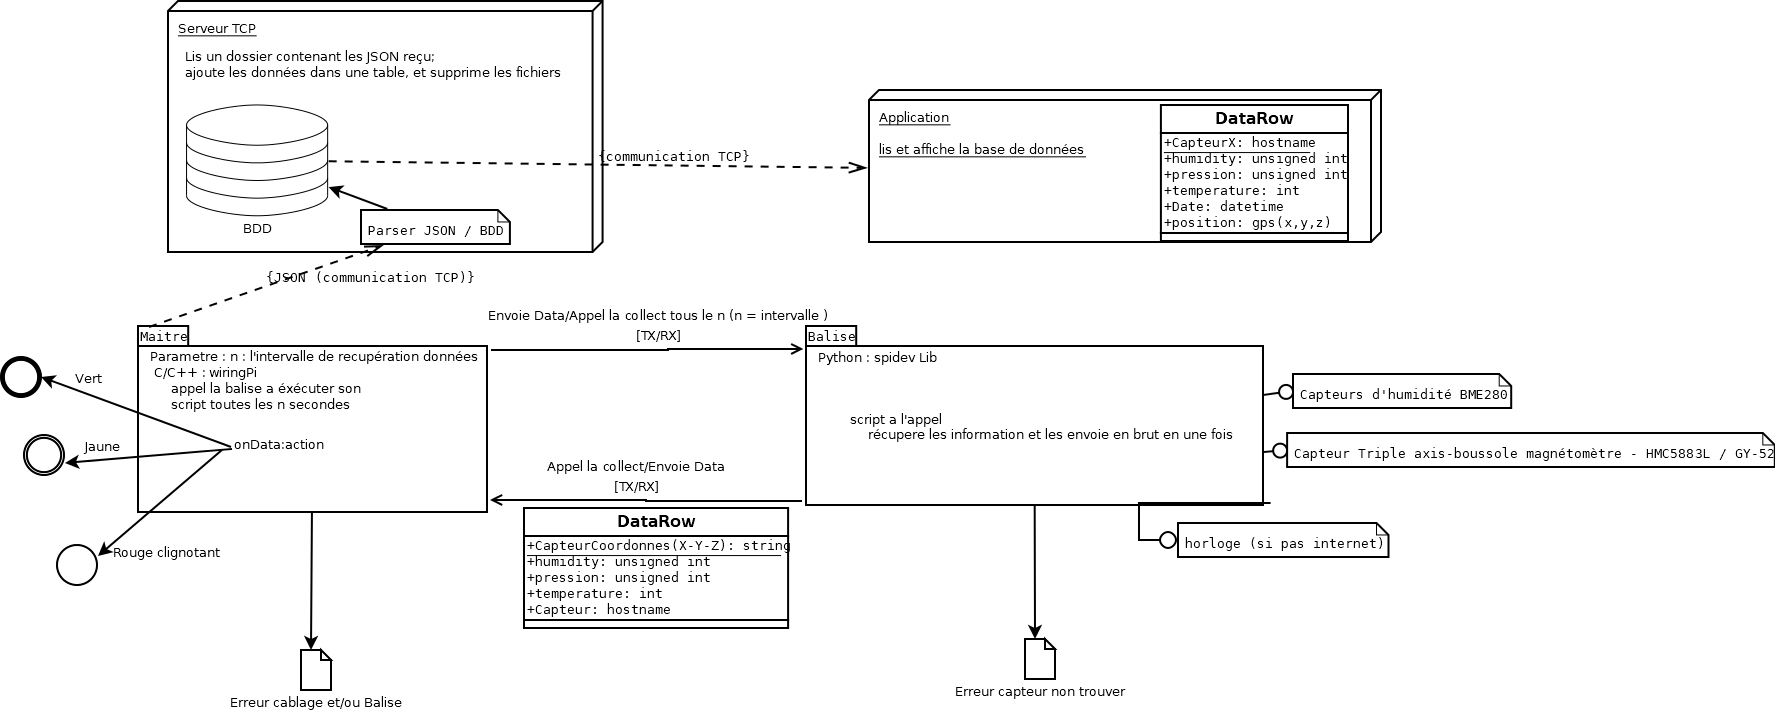 Serveur TCP
Lis un dossier contenant les JSON reçu;
ajoute les données dans une table, et supprime les fichiers
BDD
Parser JSON / BDD
{communication TCP}
Application
lis et affiche la base de données
DataRow
+CapteurX: hostname
+humidity: unsigned int
+pression: unsigned int
+temperature: int
+Date: datetime
+position: gps(x,y,z)
{JSON (communication TCP)}
Maitre
Parametre : n : l'intervalle de recupération données
C/C++ : wiringPi
appel la balise a éxécuter son
script toutes les n secondes
onData:action
Vert
Jaune
Rouge clignotant
Envoie Data/Appel la collect tous le n (n = intervalle )
[TX/RX]
Balise
Python : spidev Lib
script a l'appel
récupere les information et les envoie en brut en une fois
Capteurs d'humidité BME280
Capteur Triple axis-boussole magnétomètre - HMC5883L / GY-52
horloge (si pas internet)
Appel la collect/Envoie Data
[TX/RX]
DataRow
+CapteurCoordonnes(X-Y-Z): string
+humidity: unsigned int
+pression: unsigned int
+temperature: int
+Capteur: hostname
Erreur cablage et/ou Balise
Erreur capteur non trouver